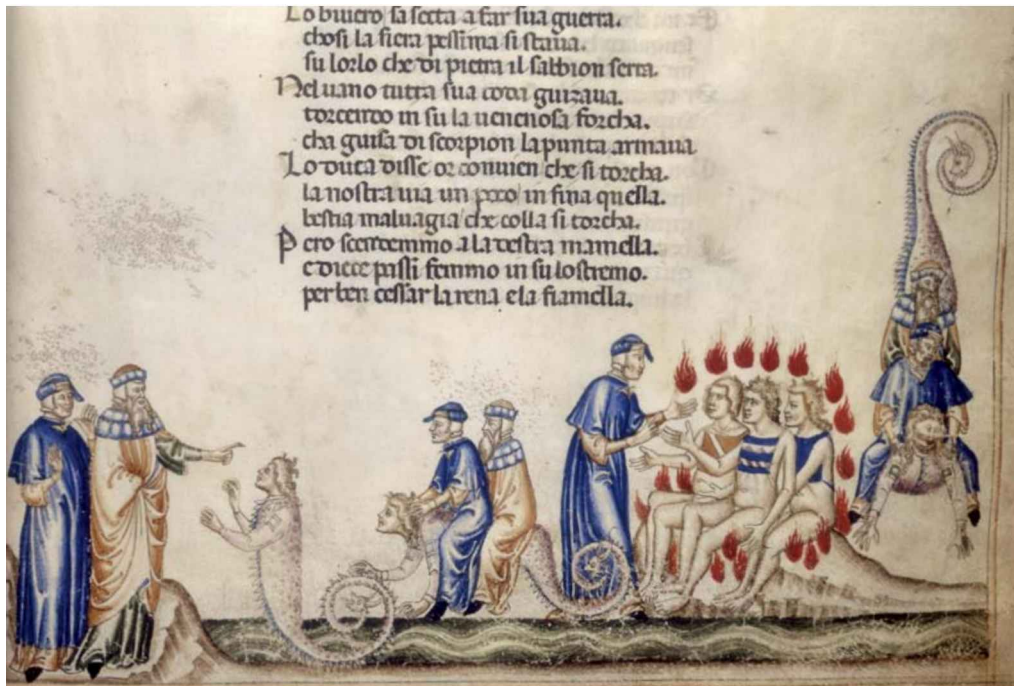 Lo biuero sa setta a far sua guerra.
chosi la fiera pessima si staua.
su lorlo che di pietra il sabbion serra.
Nel uano tutta sua coda guizaua.
torcendo in su la uenenosa forcha.
cha guisa di scorpion la punta armaua
Lo duca disse or conuien che si torcha.
la nostra uia un poco in fina quella.
bestia maluagia che colla si corcha.
Pero scendemmo a la destra mamella.
e diece passi femmo in su lostremo.
per ben cessar la rena e la fiamella.